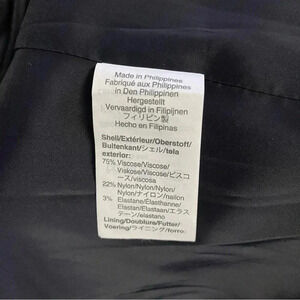 Made in Philippines
Fabriqué aux Philippines
in Den Philippinen
Hergestellt
Vervaardigd in Filipijnen
フィリピン製
Hecho en Filipinas
Shell/Extérieur/Oberstoff/
Buitenkant/シェル/tela
exterior:
75% Viscose/Viscose/
Viskose/Viscose/ビスコ
ース/viscosa
22% Nylon/Nylon/Nylon/
Nylon/ナイロン/nailon
3% Elastane/Elasthanne/
Elastan/Elastaan/エラス
テーン/elastano
Lining/Doublure/Futter/
Voering/ライニング/forro: